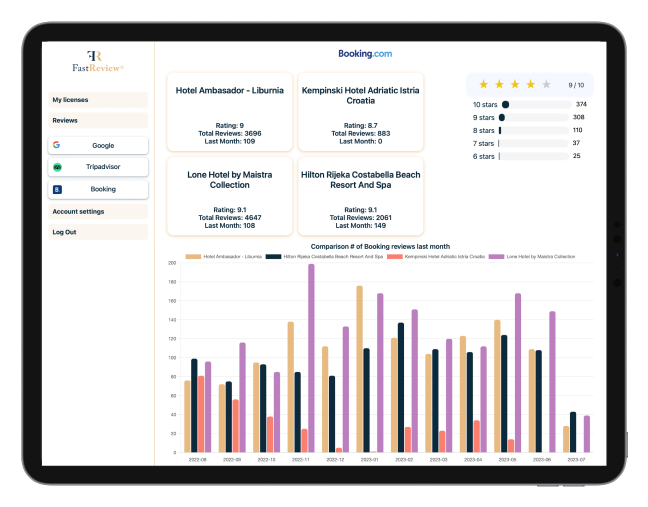 FastReview
My licenses
Reviews
Google
Tripadvisor
B.
Booking
Account settings
Log Out
Booking.com
Hotel Ambasador - Liburnia
Rating: 9
Total Reviews: 3696
Last Month: 109
Kempinski Hotel Adriatic Istria
Croatia
Rating: 8.7
Total Reviews: 883
Last Month: 0
Lone Hotel by Maistra
Collection
Rating: 9.1
Total Reviews: 4647
Last Month: 108
Hilton Rijeka Costabella Beach
Resort And Spa
Rating: 9.1
Total Reviews: 2061
Last Month: 149
9 / 10
10 stars 374
9 stars 308
8 stars 110
7 stars 37
6 stars 25
Comparison # of Booking reviews last month
Hotel Ambasador - Liburnia Hilton Rijeka Costabella Beach Resort And Spa Kempinski Hotel Adriatic Istria Croatia Lone Hotel by Maistra Collection
200
180
160
140
120
100
80
60
40
20
0
2022-08 2022-09 2022-10 2022-11 2022-12 2023-01 2023-02 2023-03 2023-04 2023-05 2023-06 2023-07